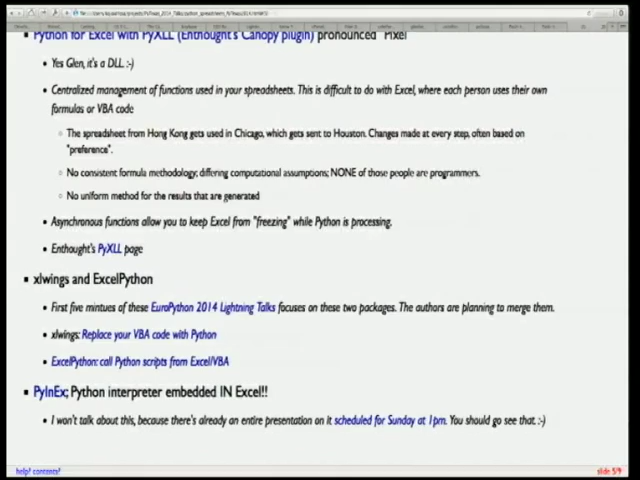 Python for Excel with PyXLL (Enthought's Canopy plugin) pronounced "Pixel"
Yes Glen, it's a DLL :-)
Centralized management of functions used in your spreadsheets. This is difficult to do with Excel, where each person uses their own
formulas or VBA code
The spreadsheet from Hong Kong gets used in Chicago, which gets sent to Houston. Changes made at every step, often based on
"preference".
No consistent formula methodology; differing computational assumptions; NONE of those people are programmers.
No uniform method for the results that are generated
Asynchronous functions allow you to keep Excel from "freezing" while Python is processing.
Enthought's PyXLL page
xlwings and ExcelPython
First five mintues of these EuroPython 2014 Lightning Talks focuses on these two packages. The authors are planning to merge them.
xlwings: Replace your VBA code with Python
ExcelPython: call Python scripts from Excel/VBA
PyInEx; Python interpreter embedded IN Excel!!
I won't talk about this, because there's already an entire presentation on it scheduled for Sunday at 1pm. You should go see that. :-)
help? contents?
slide 5/9